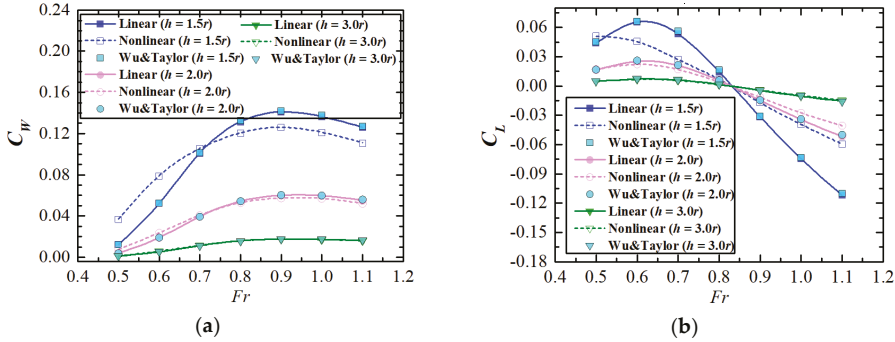 0.24
0.20
0.16
0.12
0.08
0.04
0.00
C_W
Linear (h = 1.5r)
Nonlinear (h = 1.5r)
Wu&Taylor (h = 1.5r)
Linear (h = 2.0r)
Nonlinear (h = 2.0r)
Wu&Taylor (h = 2.0r)
Linear (h = 3.0r)
Nonlinear (h = 3.0r)
Wu&Taylor (h = 3.0r)
0.4 0.5 0.6 0.7 0.8 0.9 1.0 1.1 1.2
Fr
(a)
0.06
0.03
0.00
-0.03
-0.06
-0.09
-0.12
-0.15
-0.18
C_L
Linear (h = 1.5r)
Nonlinear (h = 1.5r)
Wu&Taylor (h = 1.5r)
Linear (h = 2.0r)
Nonlinear (h = 2.0r)
Wu&Taylor (h = 2.0r)
Linear (h = 3.0r)
Nonlinear (h = 3.0r)
Wu&Taylor (h = 3.0r)
0.4 0.5 0.6 0.7 0.8 0.9 1.0 1.1 1.2
Fr
(b)